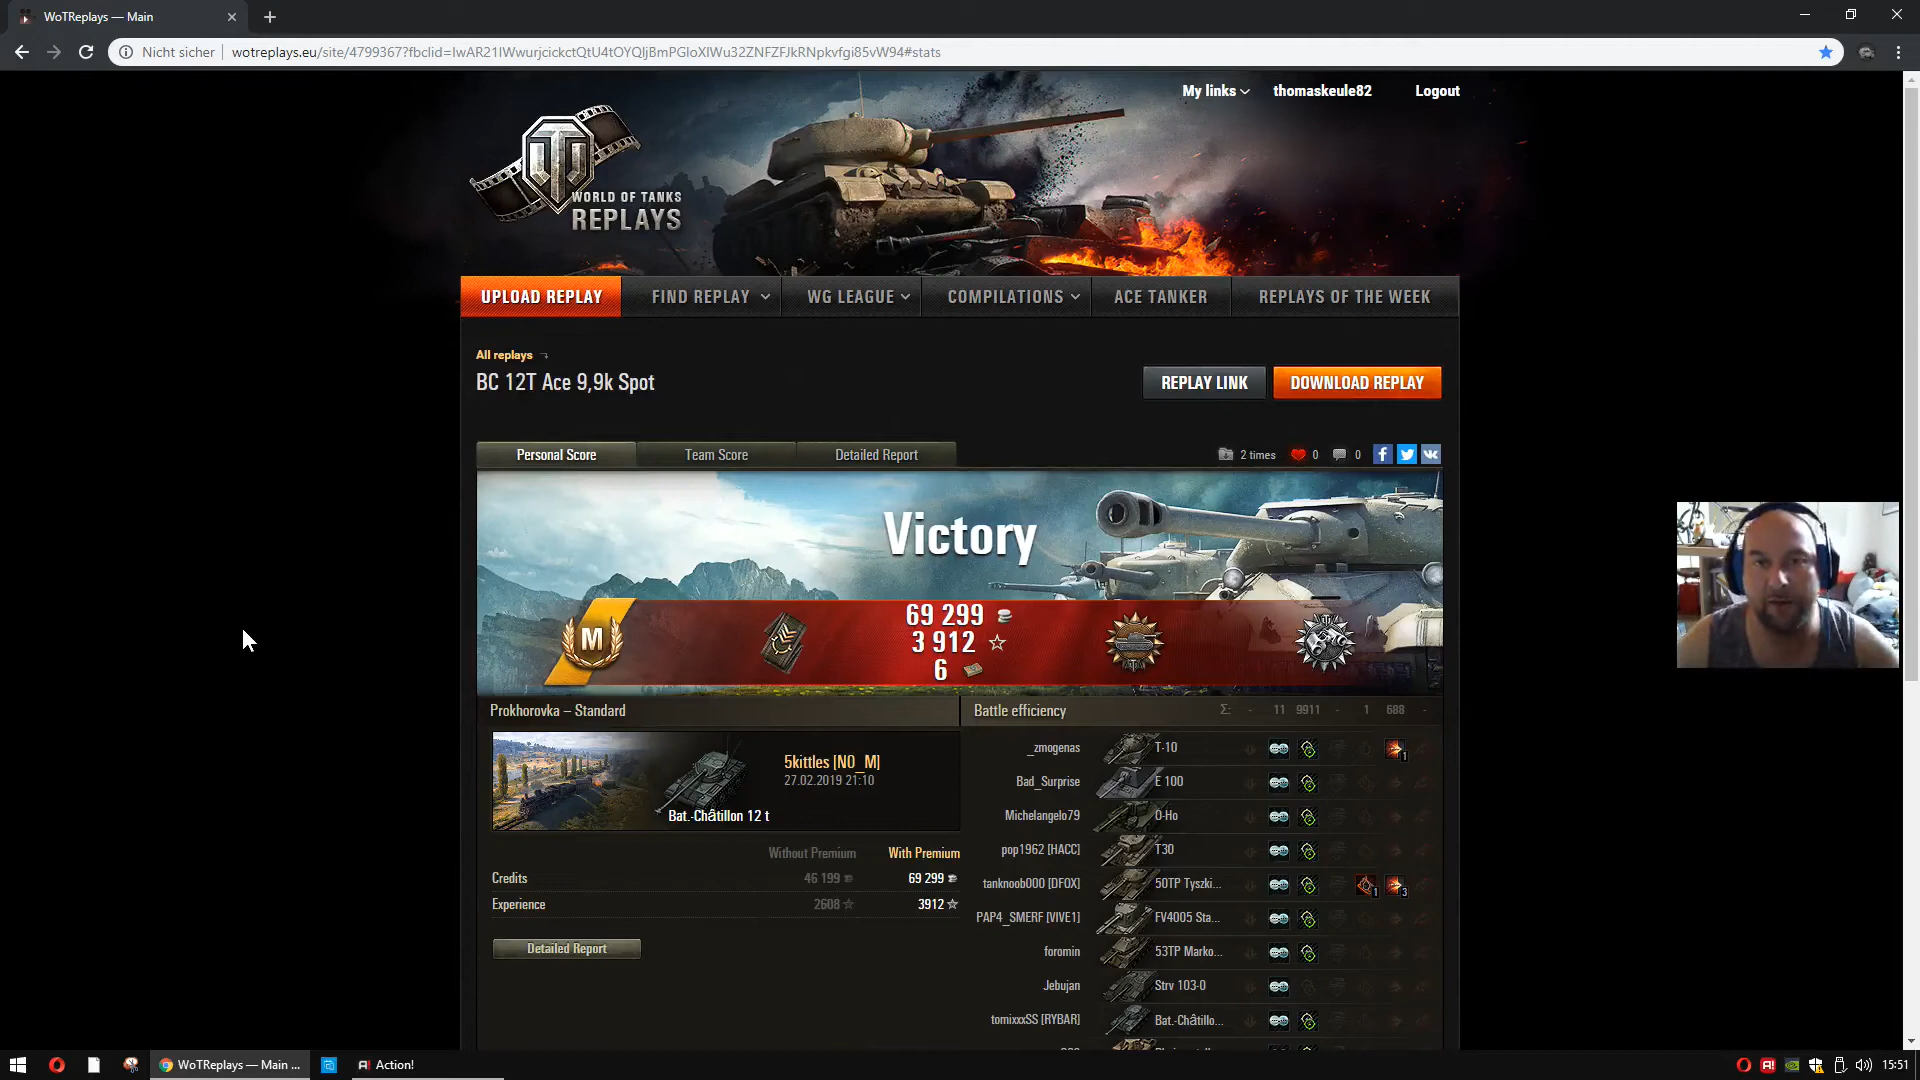 WoTReplays — Main
Nicht sicher
wotreplays.eu/site/4799367?fbclid=IwAR21IWwurjcickctQtU4tOYQljBmPGloXlWu32ZNFZFJkRNpkvfgi85vW94#stats
My links
thomaskeule82
Logout
WORLD OF TANKS
REPLAYS
UPLOAD REPLAY
FIND REPLAY
WG LEAGUE
COMPILATIONS
ACE TANKER
REPLAYS OF THE WEEK
All replays
BC 12T Ace 9,9k Spot
REPLAY LINK
DOWNLOAD REPLAY
Personal Score
Team Score
Detailed Report
2 times
0
0
Victory
M
69 299
3 912
6
Prokhorovka – Standard
Battle efficiency
Σ: - 11 9911 - 1 688 -
5kittles [N0_M]
27.02.2019 21:10
Bat.-Châtillon 12 t
Without Premium With Premium
Credits 46 199 69 299
Experience 2608 3912
Detailed Report
_zmogenas T-10 1
Bad_Surprise E 100
Michelangelo79 O-Ho
pop1962 [HACC] T30
tanknoob000 [DFOX] 50TP Tyszki... 1 3
PAP4_SMERF [VIVE1] FV4005 Sta...
foromin 53TP Marko...
Jebujan Strv 103-0
tomixxxSS [RYBAR] Bat.-Châtillo...
WoTReplays — Main ...
Action!
15:51